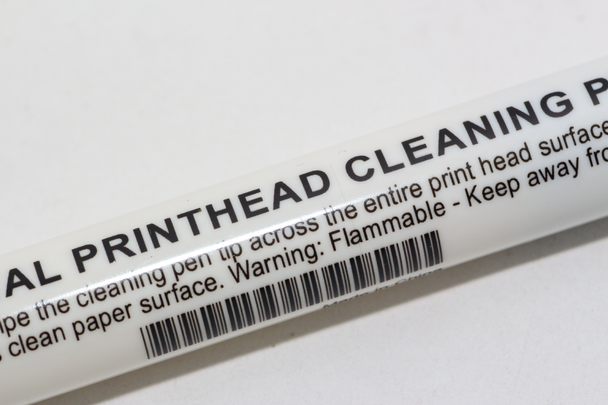 AL PRINTHEAD CLEANING P
ipe the cleaning pen tip across the entire print head surface
s clean paper surface. Warning: Flammable - Keep away fro